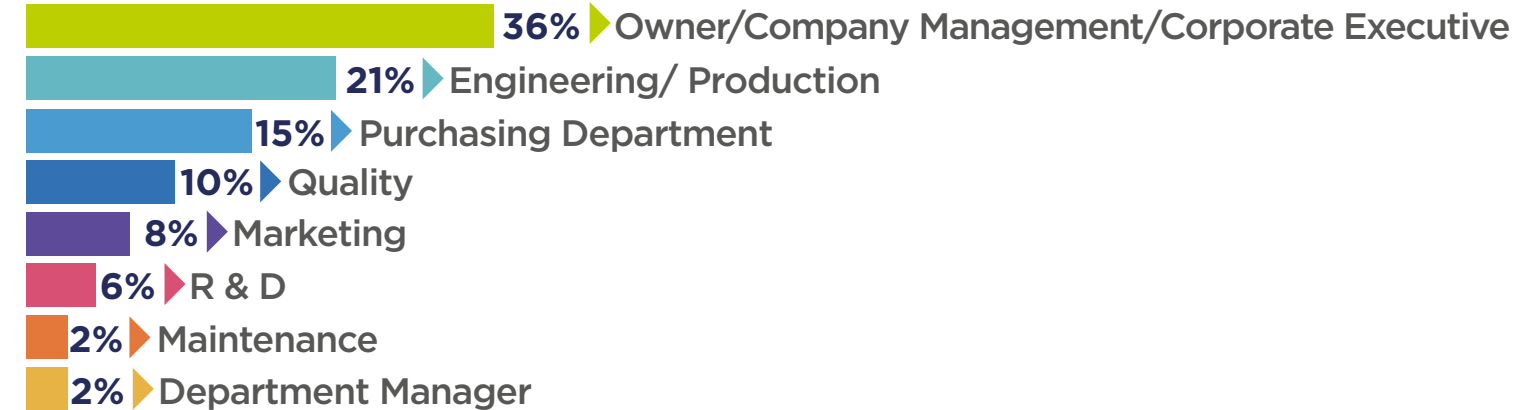 36% Owner/Company Management/Corporate Executive
21% Engineering/ Production
15% Purchasing Department
10% Quality
8% Marketing
6% R & D
2% Maintenance
2% Department Manager